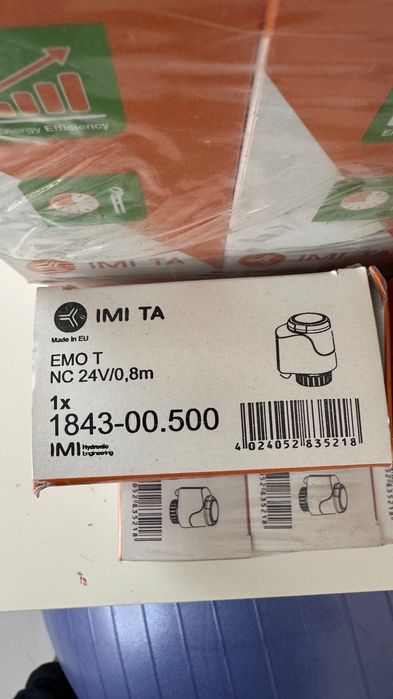 Energy Efficiency
IMI TA
IMI TA
Made in EU
EMO T
NC 24V/0,8m
1x
1843-00.500
IMI Hydronic
Engineering
4 024052 835218